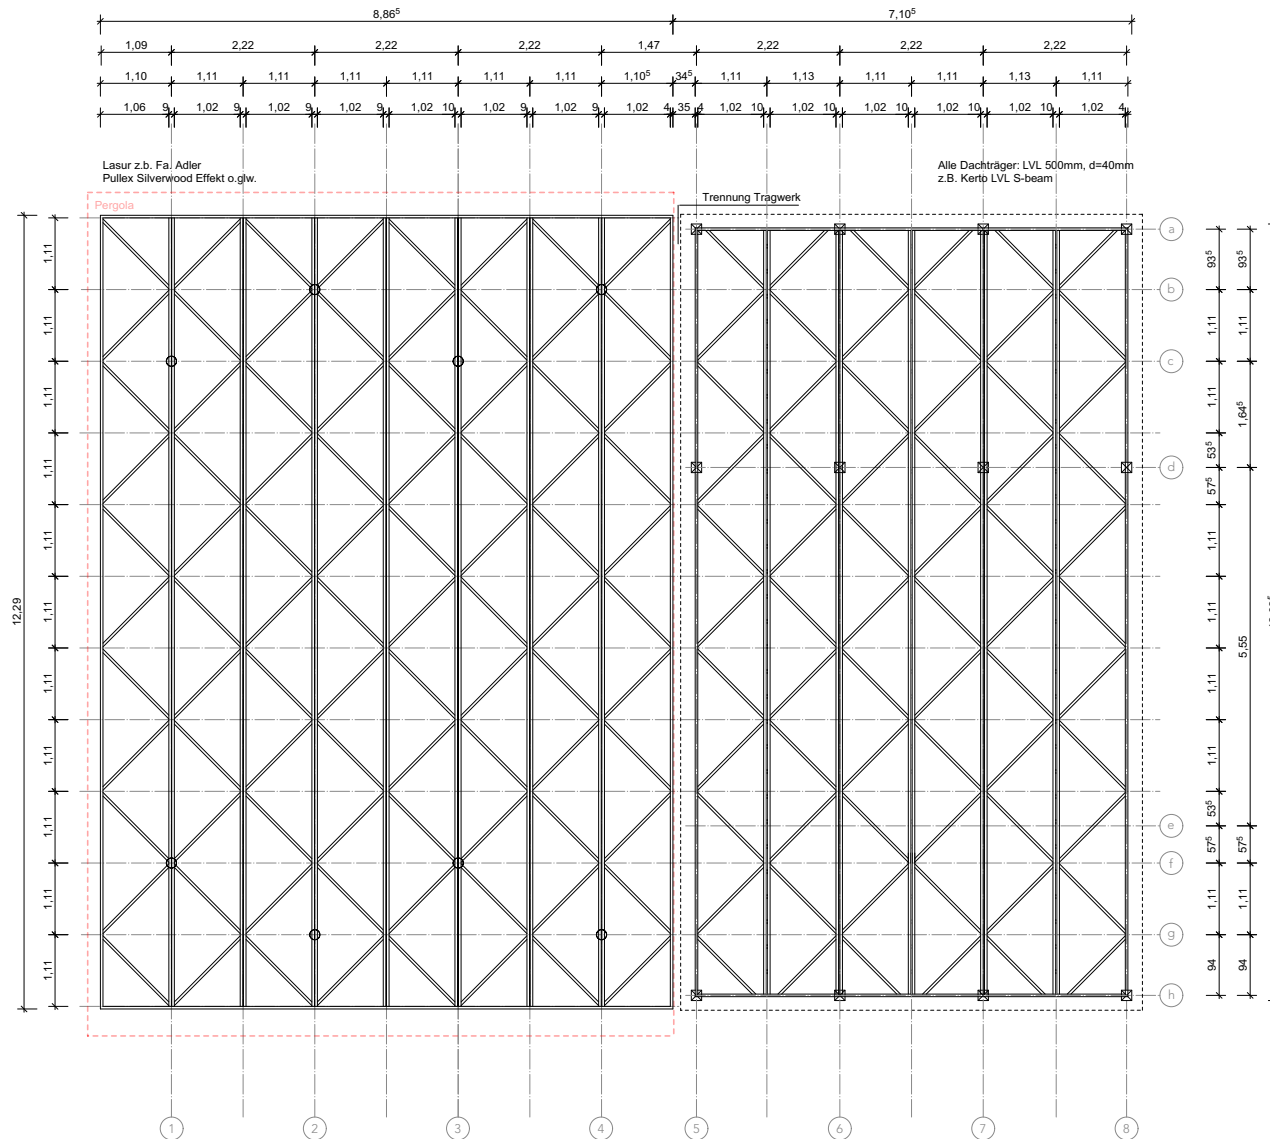 8,86⁵ 7,10⁵
1,09 2,22 2,22 2,22 1,47 2,22 2,22 2,22
1,10 1,11 1,11 1,11 1,11 1,11 1,11 1,10⁵ 34⁵ 1,11 1,13 1,11 1,11 1,13 1,11
1,06 9 1,02 9 1,02 9 1,02 9 1,02 10 1,02 9 1,02 9 1,02 4 35 4 1,02 10 1,02 10 1,02 10 1,02 10 1,02 10 1,02 4
Lasur z.b. Fa. Adler
Pullex Silverwood Effekt o.glw.
Alle Dachträger: LVL 500mm, d=40mm
z.B. Kerto LVL S-beam
Pergola
Trennung Tragwerk
12,29
1,11
1,11
1,11
1,11
1,11
1,11
1,11
1,11
1,11
1,11
1,11
a
b
c
d
e
f
g
h
93⁵
1,11
1,11
53⁵
57⁵
1,11
1,11
1,11
1,11
53⁵
57⁵
1,11
94
93⁵
1,11
1,64⁵
5,55
57⁵
1,11
94
1 2 3 4 5 6 7 8